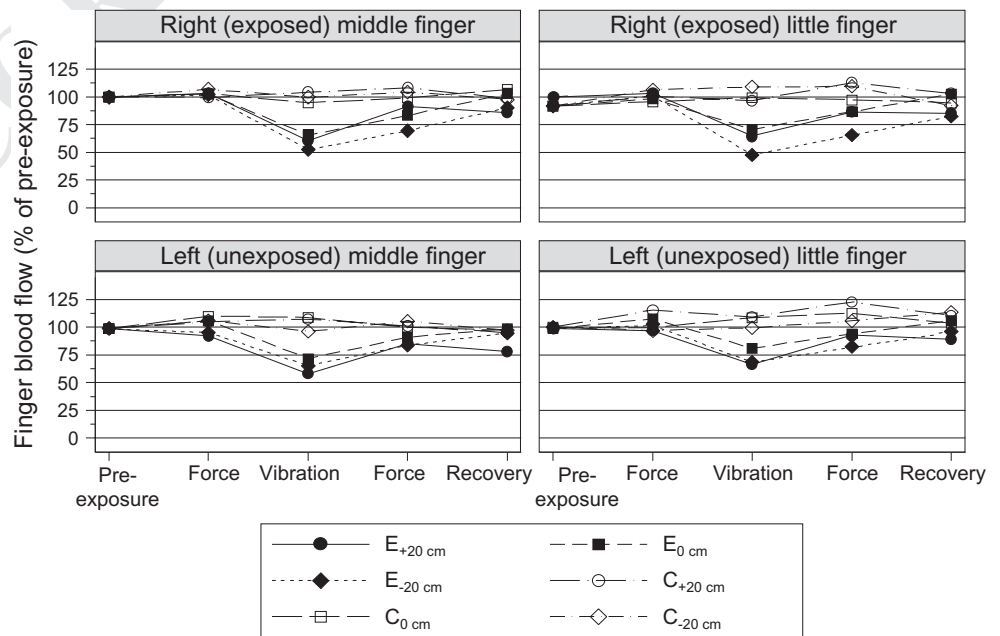 Finger blood flow (% of pre-exposure)
Right (exposed) middle finger
Right (exposed) little finger
125
100
75
50
25
0
Left (unexposed) middle finger
Left (unexposed) little finger
125
100
75
50
25
0
Pre-exposure Force Vibration Force Recovery
Pre-exposure Force Vibration Force Recovery
E+20 cm
E0 cm
E-20 cm
C+20 cm
C0 cm
C-20 cm